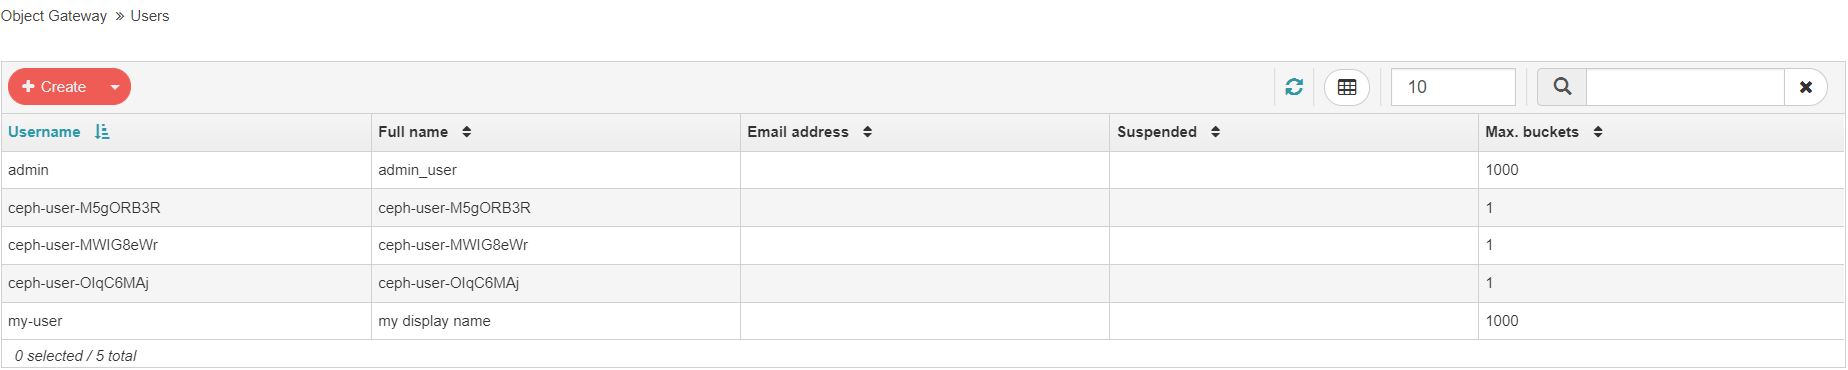 Object Gateway » Users
Create 10
Username Full name Email address Suspended Max. buckets
admin admin_user 1000
ceph-user-M5gORB3R ceph-user-M5gORB3R 1
ceph-user-MWIG8eWr ceph-user-MWIG8eWr 1
ceph-user-OIqC6MAj ceph-user-OIqC6MAj 1
my-user my display name 1000
0 selected / 5 total